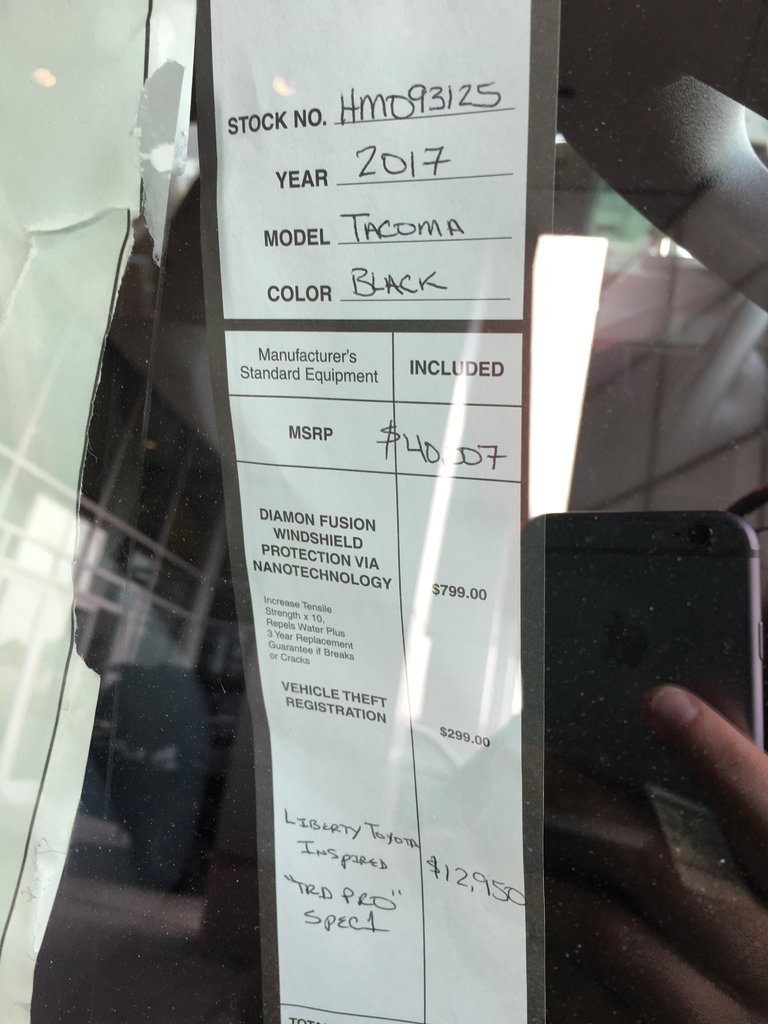 STOCK NO. HM093125
YEAR 2017
MODEL TACOMA
COLOR BLACK
Manufacturer's
Standard Equipment
INCLUDED
MSRP $40,007
DIAMON FUSION
WINDSHIELD
PROTECTION VIA
NANOTECHNOLOGY
$799.00
Increase Tensile
Strength x 10,
Repels Water Plus
3 Year Replacement
Guarantee if Breaks
or Cracks
VEHICLE THEFT
REGISTRATION
$299.00
LIBERTY TOYOTA
INSPIRED
"TRD PRO"
SPEC1
$12,950